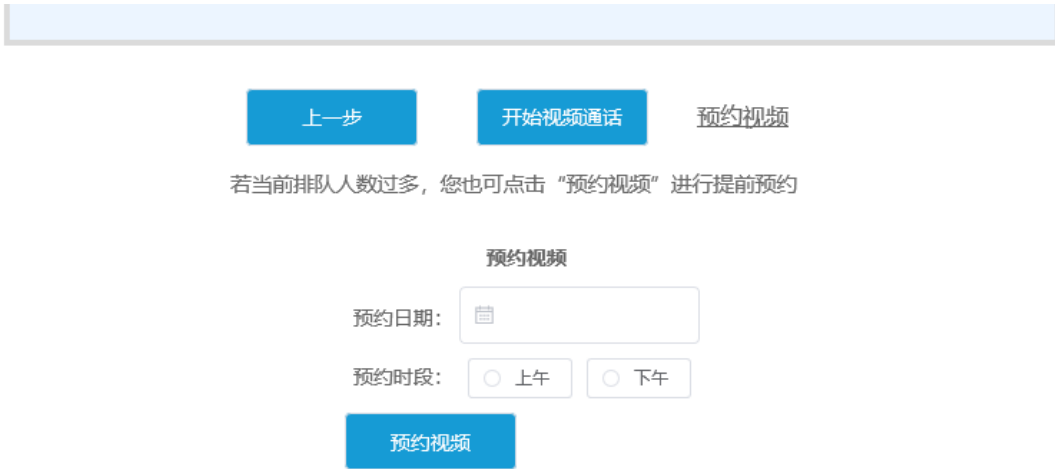 上一步 开始视频通话 预约视频
若当前排队人数过多，您也可点击“预约视频”进行提前预约
预约视频
预约日期：
预约时段： 上午 下午
预约视频